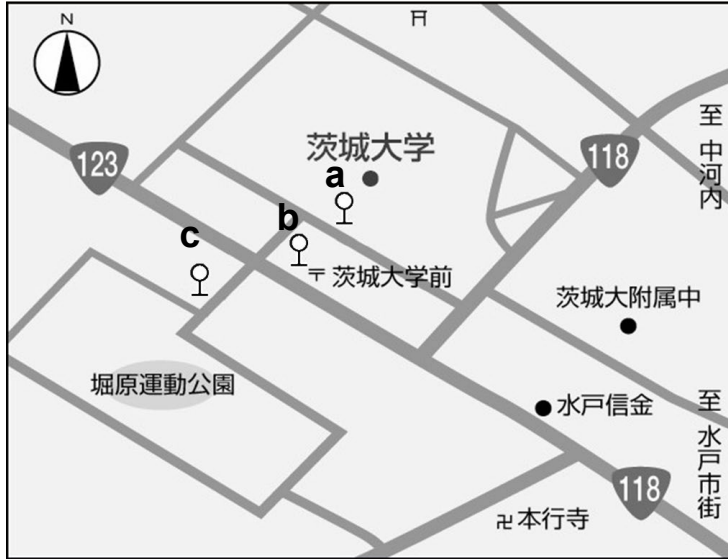 N
123
茨城大学
118
至中河内
a
b
c
〒茨城大学前
茨城大附属中
堀原運動公園
水戸信金
至水戸市街
118
卍本行寺